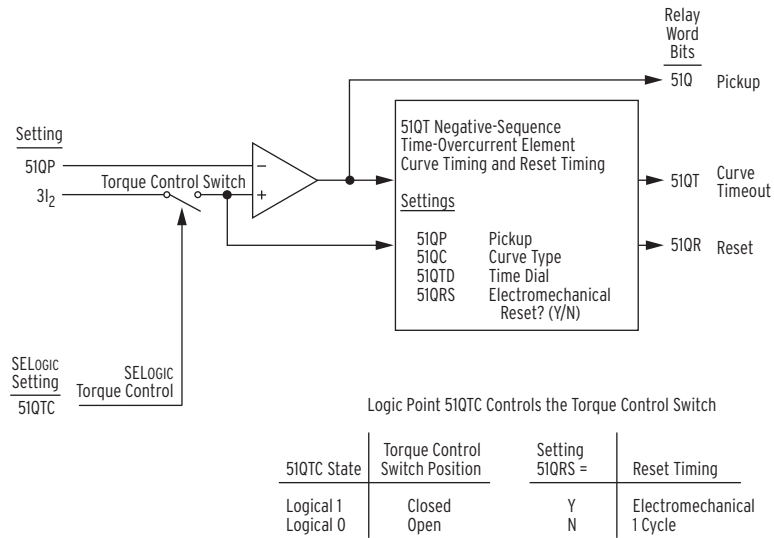 Relay
Word
Bits
51Q Pickup
Setting
51QP
3I2
Torque Control Switch
–
+
51QT Negative-Sequence
Time-Overcurrent Element
Curve Timing and Reset Timing
Settings
51QP Pickup
51QC Curve Type
51QTD Time Dial
51QRS Electromechanical
Reset? (Y/N)
51QT Curve
Timeout
51QR Reset
SELOGIC
Setting
51QTC
SELOGIC
Torque Control
Logic Point 51QTC Controls the Torque Control Switch
51QTC State Torque Control
Switch Position
Logical 1 Closed
Logical 0 Open
Setting
51QRS = Reset Timing
Y Electromechanical
N 1 Cycle